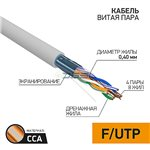 КАБЕЛЬ
ВИТАЯ ПАРА
ДИАМЕТР ЖИЛЫ
0,40 мм
ЭКРАНИРОВАНИЕ
4 ПАРЫ
8 ЖИЛ
ДРЕНАЖНАЯ
ЖИЛА
МАТЕРИАЛ
CCA
F/UTP